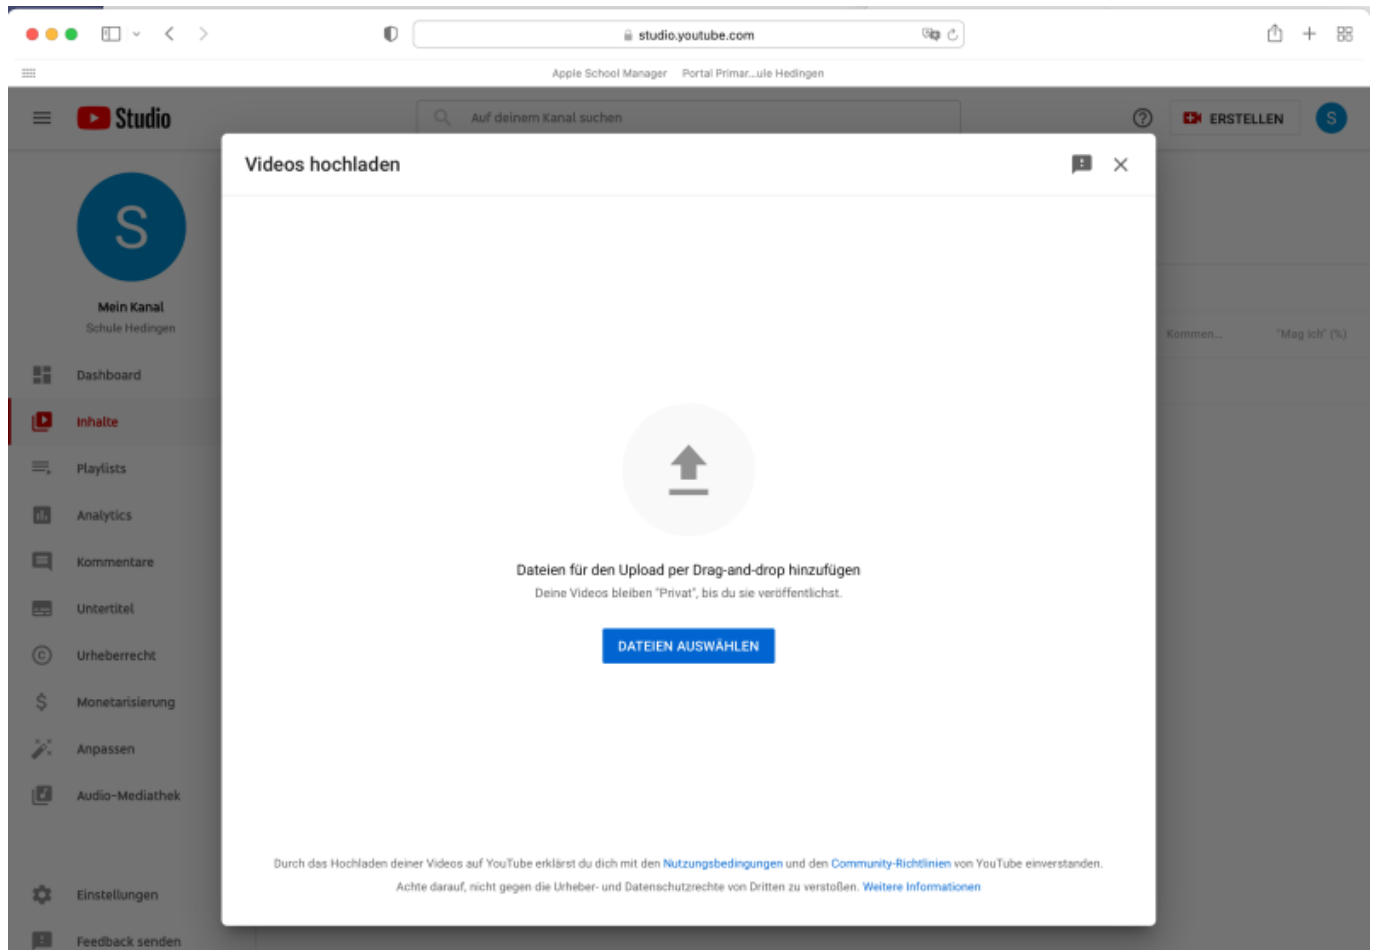 studio.youtube.com
Apple School Manager Portal Primar...ule Hedingen
Studio
Auf deinem Kanal suchen
ERSTELLEN
S
Videos hochladen
S
Mein Kanal
Schule Hedingen
Kommen... "Mag ich" (%)
Dashboard
Inhalte
Playlists
Analytics
Kommentare
Untertitel
Urheberrecht
Monetarisierung
Anpassen
Audio-Mediathek
Einstellungen
Feedback senden
Dateien für den Upload per Drag-and-drop hinzufügen
Deine Videos bleiben "Privat", bis du sie veröffentlichst.
DATEIEN AUSWÄHLEN
Durch das Hochladen deiner Videos auf YouTube erklärst du dich mit den Nutzungsbedingungen und den Community-Richtlinien von YouTube einverstanden.
Achte darauf, nicht gegen die Urheber- und Datenschutzrechte von Dritten zu verstoßen. Weitere Informationen